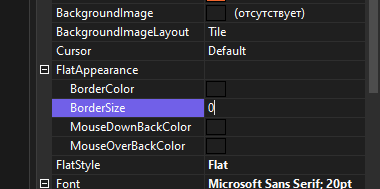 BackgroundImage (отсутствует)
BackgroundImageLayout Tile
Cursor Default
FlatAppearance
BorderColor
BorderSize 0
MouseDownBackColor
MouseOverBackColor
FlatStyle Flat
Font Microsoft Sans Serif; 20pt